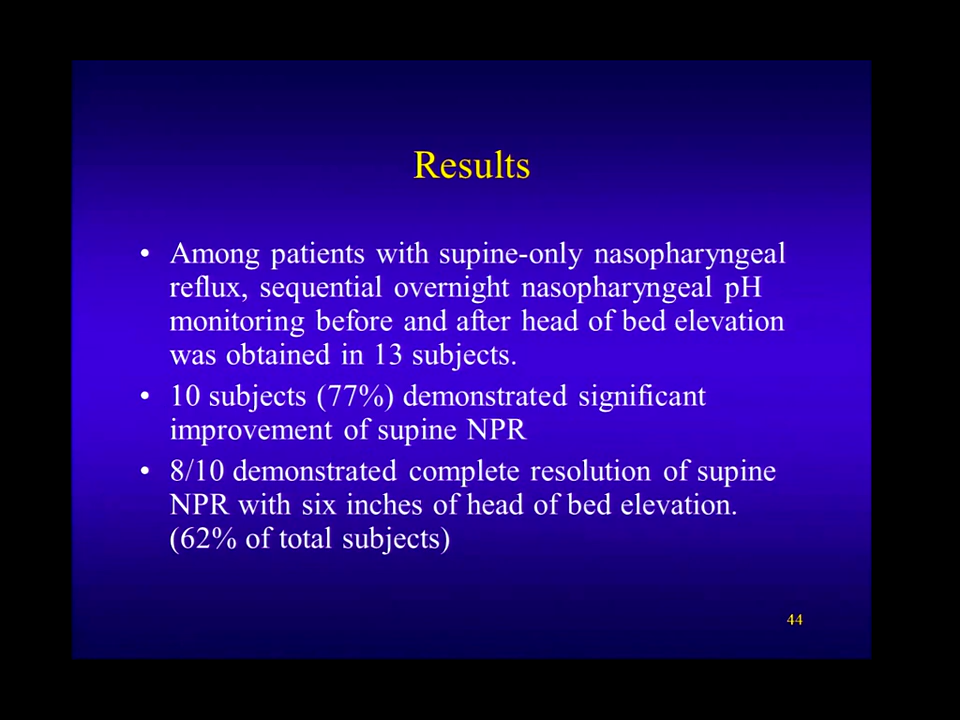 Results
• Among patients with supine-only nasopharyngeal
reflux, sequential overnight nasopharyngeal pH
monitoring before and after head of bed elevation
was obtained in 13 subjects.
• 10 subjects (77%) demonstrated significant
improvement of supine NPR
• 8/10 demonstrated complete resolution of supine
NPR with six inches of head of bed elevation.
(62% of total subjects)
44